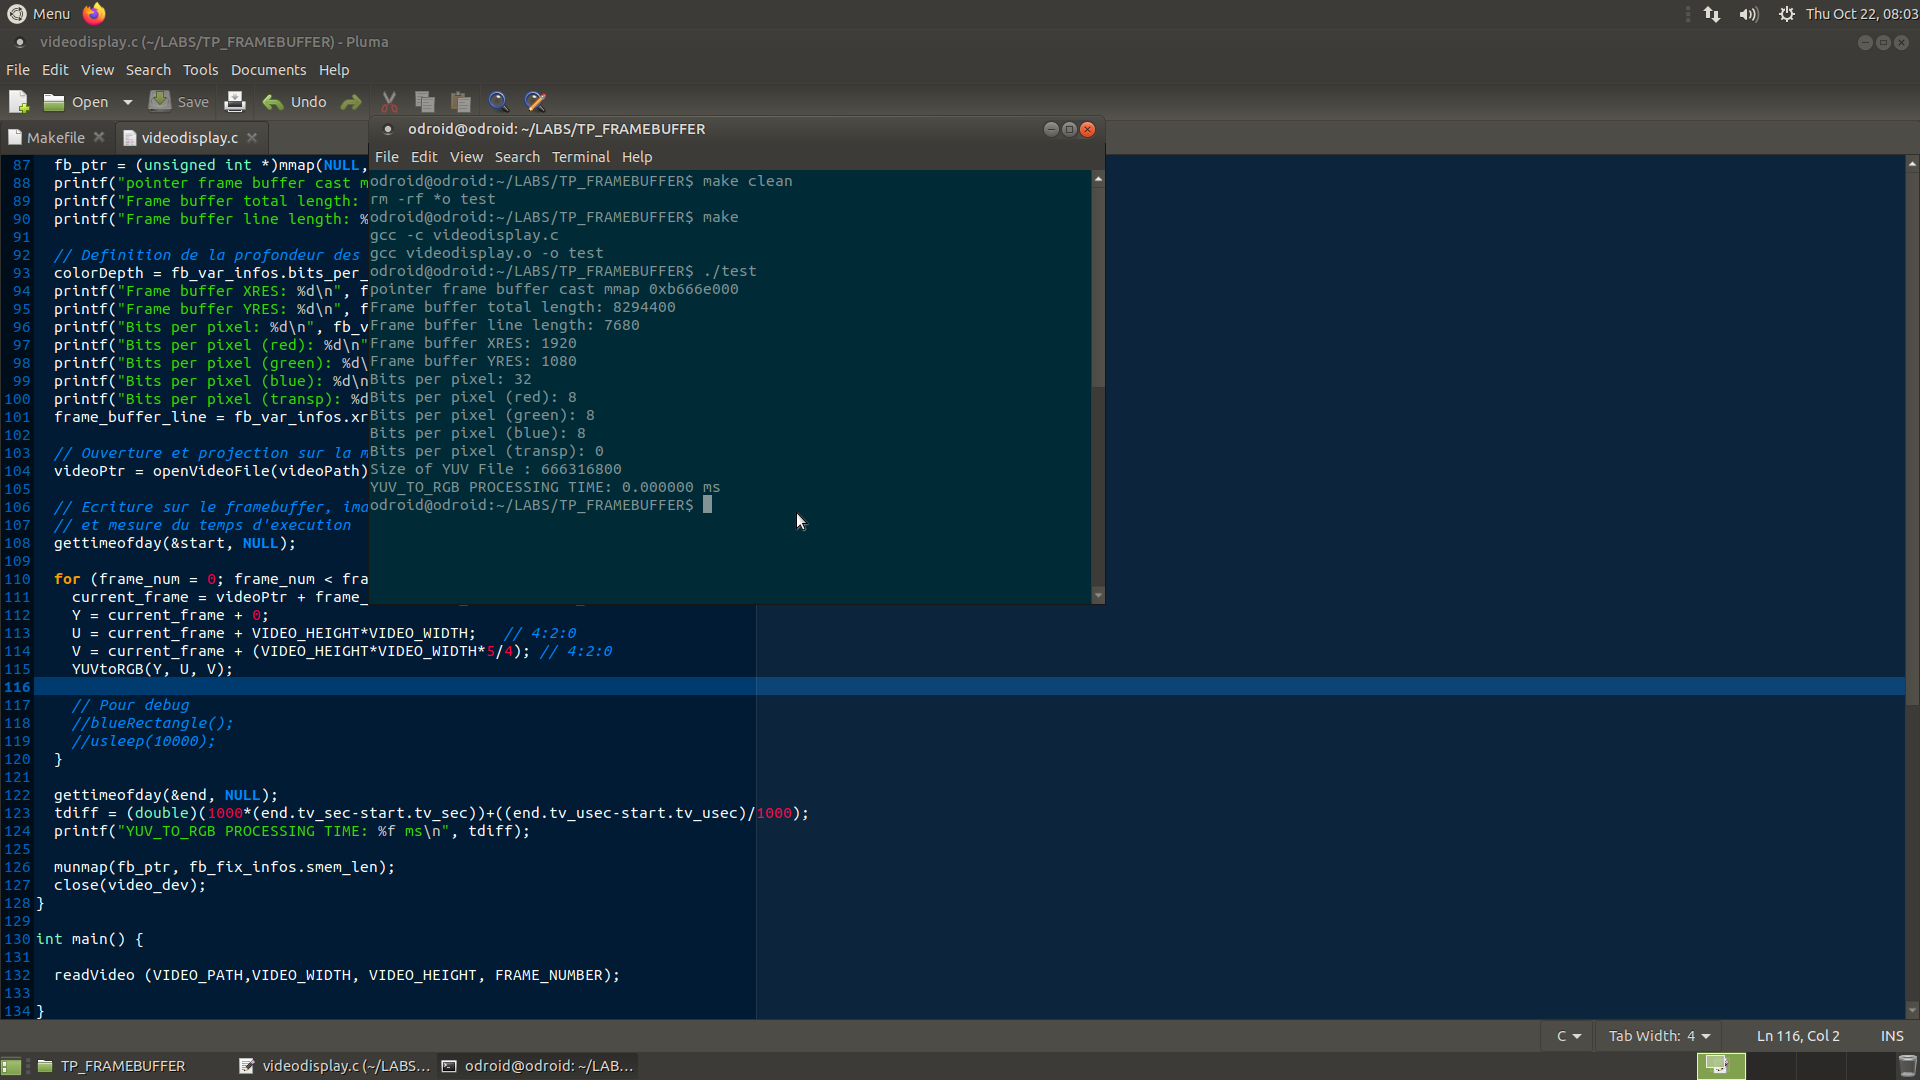 Menu
Thu Oct 22, 08:03
videodisplay.c (~/LABS/TP_FRAMEBUFFER) - Pluma
File Edit View Search Tools Documents Help
Open Save Undo
Makefile videodisplay.c
87 fb_ptr = (unsigned int *)mmap(NULL,
88 printf("pointer frame buffer cast m
89 printf("Frame buffer total length:
90 printf("Frame buffer line length: %
91
92 // Definition de la profondeur des
93 colorDepth = fb_var_infos.bits_per_
94 printf("Frame buffer XRES: %d\n", f
95 printf("Frame buffer YRES: %d\n", f
96 printf("Bits per pixel: %d\n", fb_v
97 printf("Bits per pixel (red): %d\n"
98 printf("Bits per pixel (green): %d\
99 printf("Bits per pixel (blue): %d\n
100 printf("Bits per pixel (transp): %d
101 frame_buffer_line = fb_var_infos.xr
102
103 // Ouverture et projection sur la m
104 videoPtr = openVideoFile(videoPath)
105
106 // Ecriture sur le framebuffer, ima
107 // et mesure du temps d'execution
108 gettimeofday(&start, NULL);
109
110 for (frame_num = 0; frame_num < fra
111 current_frame = videoPtr + frame_
112 Y = current_frame + 0;
113 U = current_frame + VIDEO_HEIGHT*VIDEO_WIDTH; // 4:2:0
114 V = current_frame + (VIDEO_HEIGHT*VIDEO_WIDTH*5/4); // 4:2:0
115 YUVtoRGB(Y, U, V);
116
117 // Pour debug
118 //blueRectangle();
119 //usleep(10000);
120 }
121
122 gettimeofday(&end, NULL);
123 tdiff = (double)(1000*(end.tv_sec-start.tv_sec))+((end.tv_usec-start.tv_usec)/1000);
124 printf("YUV_TO_RGB PROCESSING TIME: %f ms\n", tdiff);
125
126 munmap(fb_ptr, fb_fix_infos.smem_len);
127 close(video_dev);
128 }
129
130 int main() {
131
132 readVideo (VIDEO_PATH,VIDEO_WIDTH, VIDEO_HEIGHT, FRAME_NUMBER);
133
134 }
odroid@odroid: ~/LABS/TP_FRAMEBUFFER
File Edit View Search Terminal Help
odroid@odroid:~/LABS/TP_FRAMEBUFFER$ make clean
rm -rf *o test
odroid@odroid:~/LABS/TP_FRAMEBUFFER$ make
gcc -c videodisplay.c
gcc videodisplay.o -o test
odroid@odroid:~/LABS/TP_FRAMEBUFFER$ ./test
pointer frame buffer cast mmap 0xb666e000
Frame buffer total length: 8294400
Frame buffer line length: 7680
Frame buffer XRES: 1920
Frame buffer YRES: 1080
Bits per pixel: 32
Bits per pixel (red): 8
Bits per pixel (green): 8
Bits per pixel (blue): 8
Bits per pixel (transp): 0
Size of YUV File : 666316800
YUV_TO_RGB PROCESSING TIME: 0.000000 ms
odroid@odroid:~/LABS/TP_FRAMEBUFFER$
C Tab Width: 4 Ln 116, Col 2 INS
TP_FRAMEBUFFER videodisplay.c (~/LABS... odroid@odroid: ~/LAB...